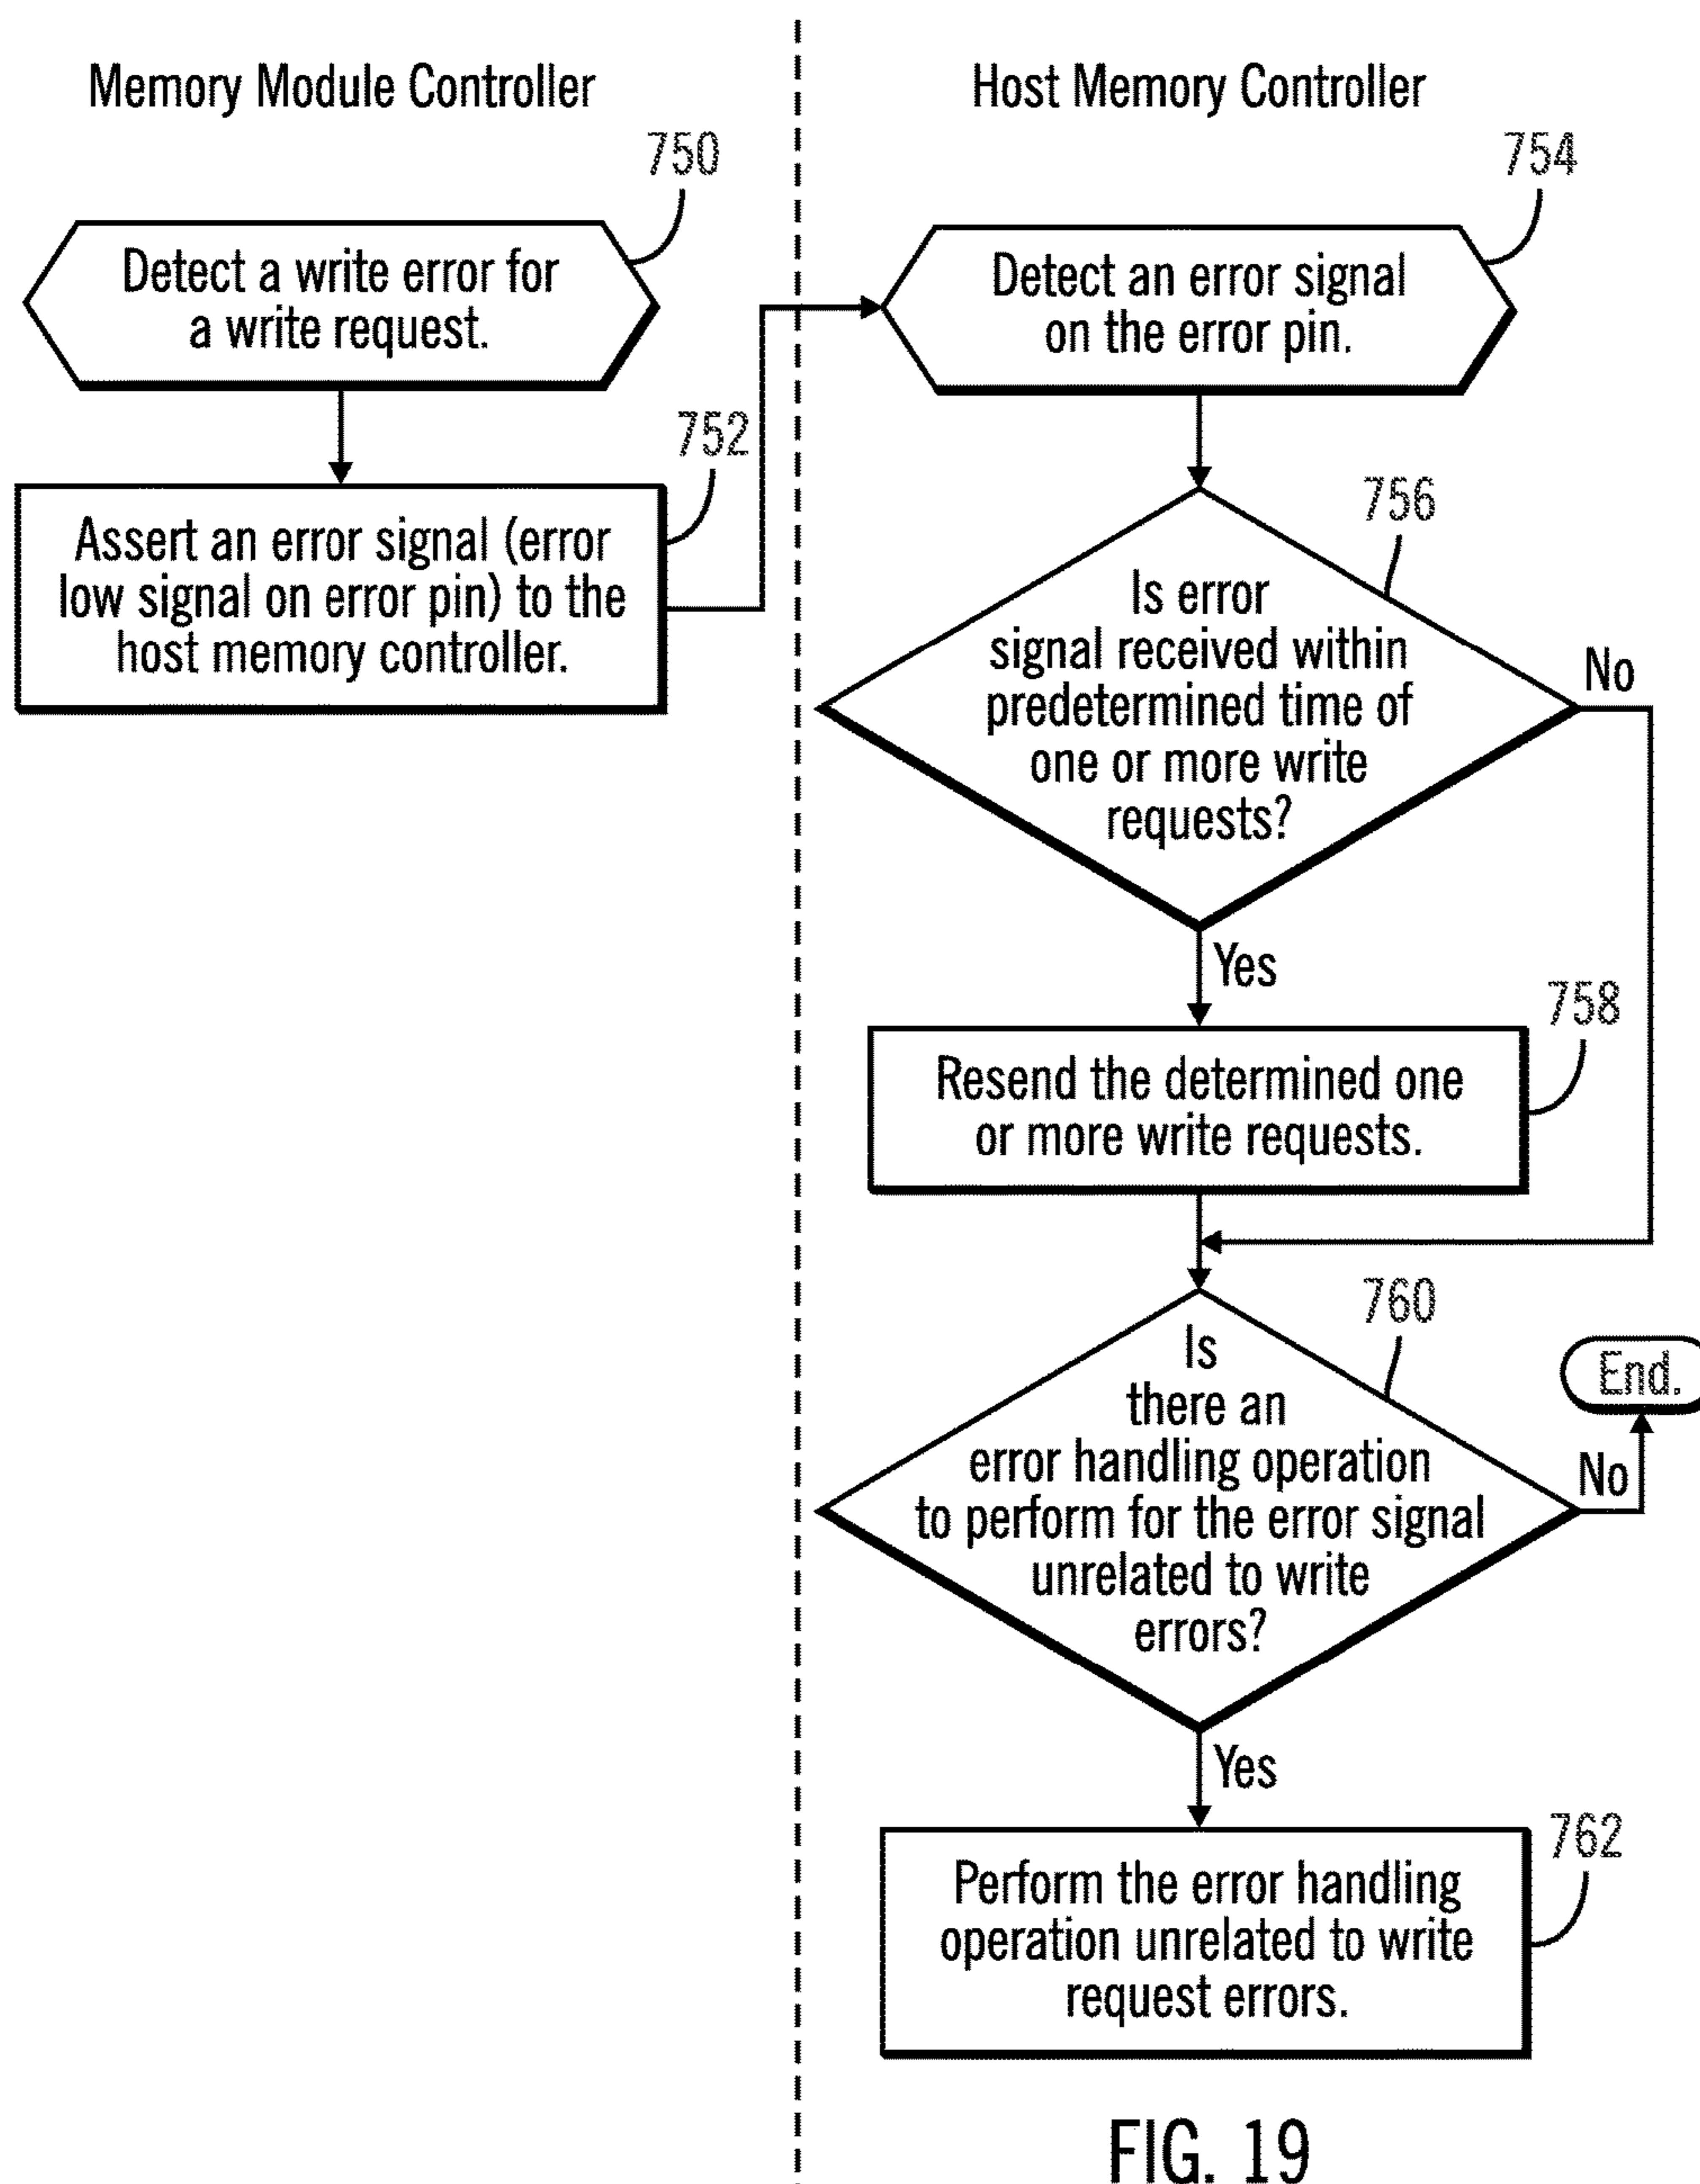 Memory Module Controller
750
Detect a write error for
a write request.
752
Assert an error signal (error
low signal on error pin) to the
host memory controller.
Host Memory Controller
754
Detect an error signal
on the error pin.
756
Is error
signal received within
predetermined time of
one or more write
requests?
No
Yes
758
Resend the determined one
or more write requests.
760
Is
there an
error handling operation
to perform for the error signal
unrelated to write
errors?
End.
No
Yes
762
Perform the error handling
operation unrelated to write
request errors.
FIG. 19